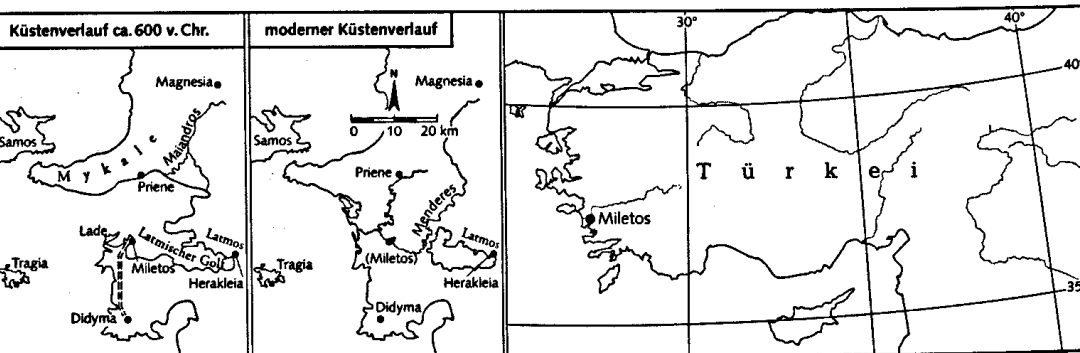 Küstenverlauf ca. 600 v. Chr.
Magnesia
Samos
Maiandros
Mykale
Priene
Lade
Latmischer Golf
Latmos
Tragia
Miletos
Herakleia
Didyma
moderner Küstenverlauf
N
Magnesia
0 10 20 km
Samos
Priene
Menderes
Latmos
(Miletos)
Tragia
Herakleia
Didyma
30°
40°
40°
Türkei
Miletos
35